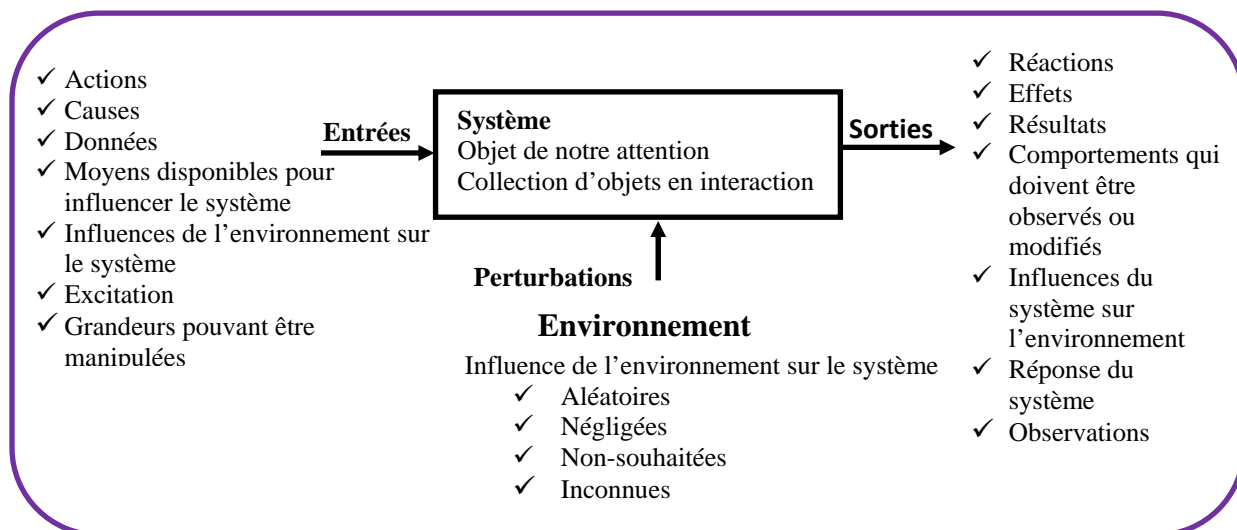 ✓ Actions
✓ Causes
✓ Données
✓ Moyens disponibles pour
influencer le système
✓ Influences de l’environnement sur
le système
✓ Excitation
✓ Grandeurs pouvant être
manipulées
Entrées
Système
Objet de notre attention
Collection d’objets en interaction
Sorties
Perturbations
Environnement
Influence de l’environnement sur le système
✓ Aléatoires
✓ Négligées
✓ Non-souhaitées
✓ Inconnues
✓ Réactions
✓ Effets
✓ Résultats
✓ Comportements qui
doivent être
observés ou
modifiés
✓ Influences du
système sur
l’environnement
✓ Réponse du
système
✓ Observations